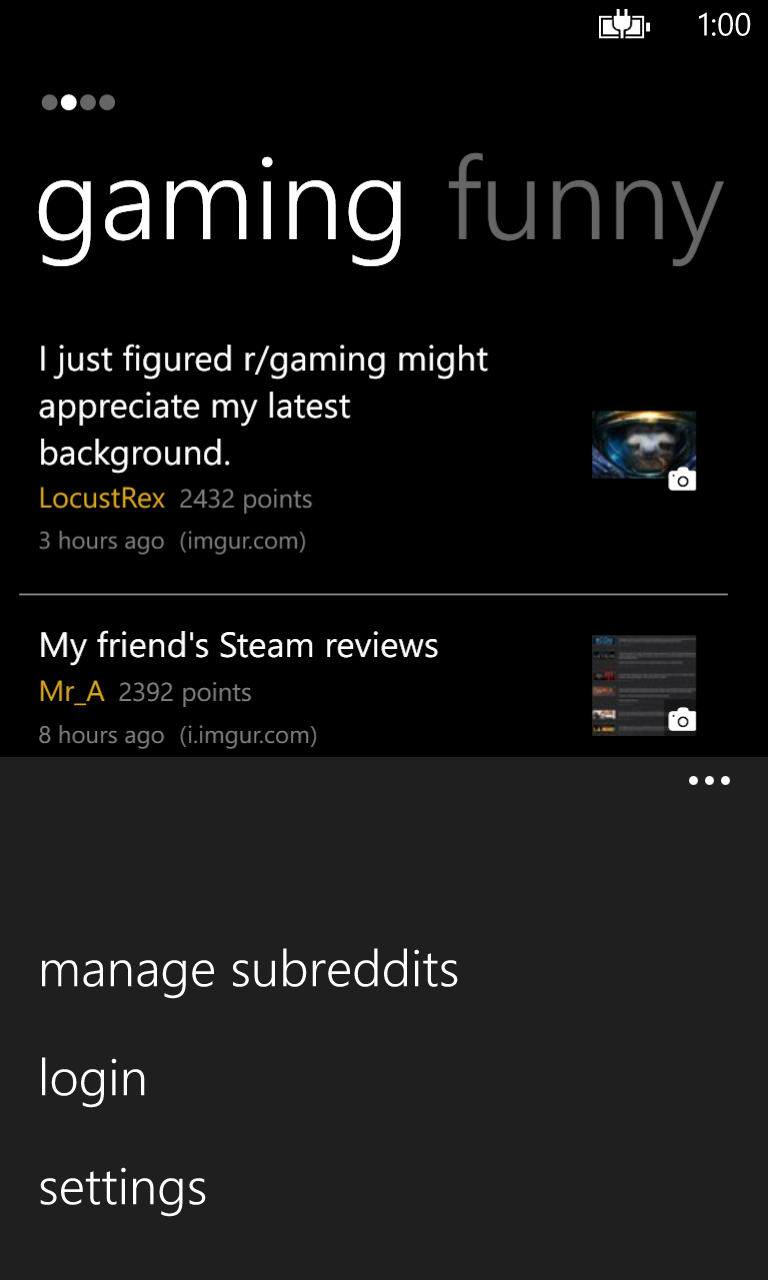 1:00
gaming funny
I just figured r/gaming might
appreciate my latest
background.
LocustRex 2432 points
3 hours ago (imgur.com)
My friend's Steam reviews
Mr_A 2392 points
8 hours ago (i.imgur.com)
manage subreddits
login
settings